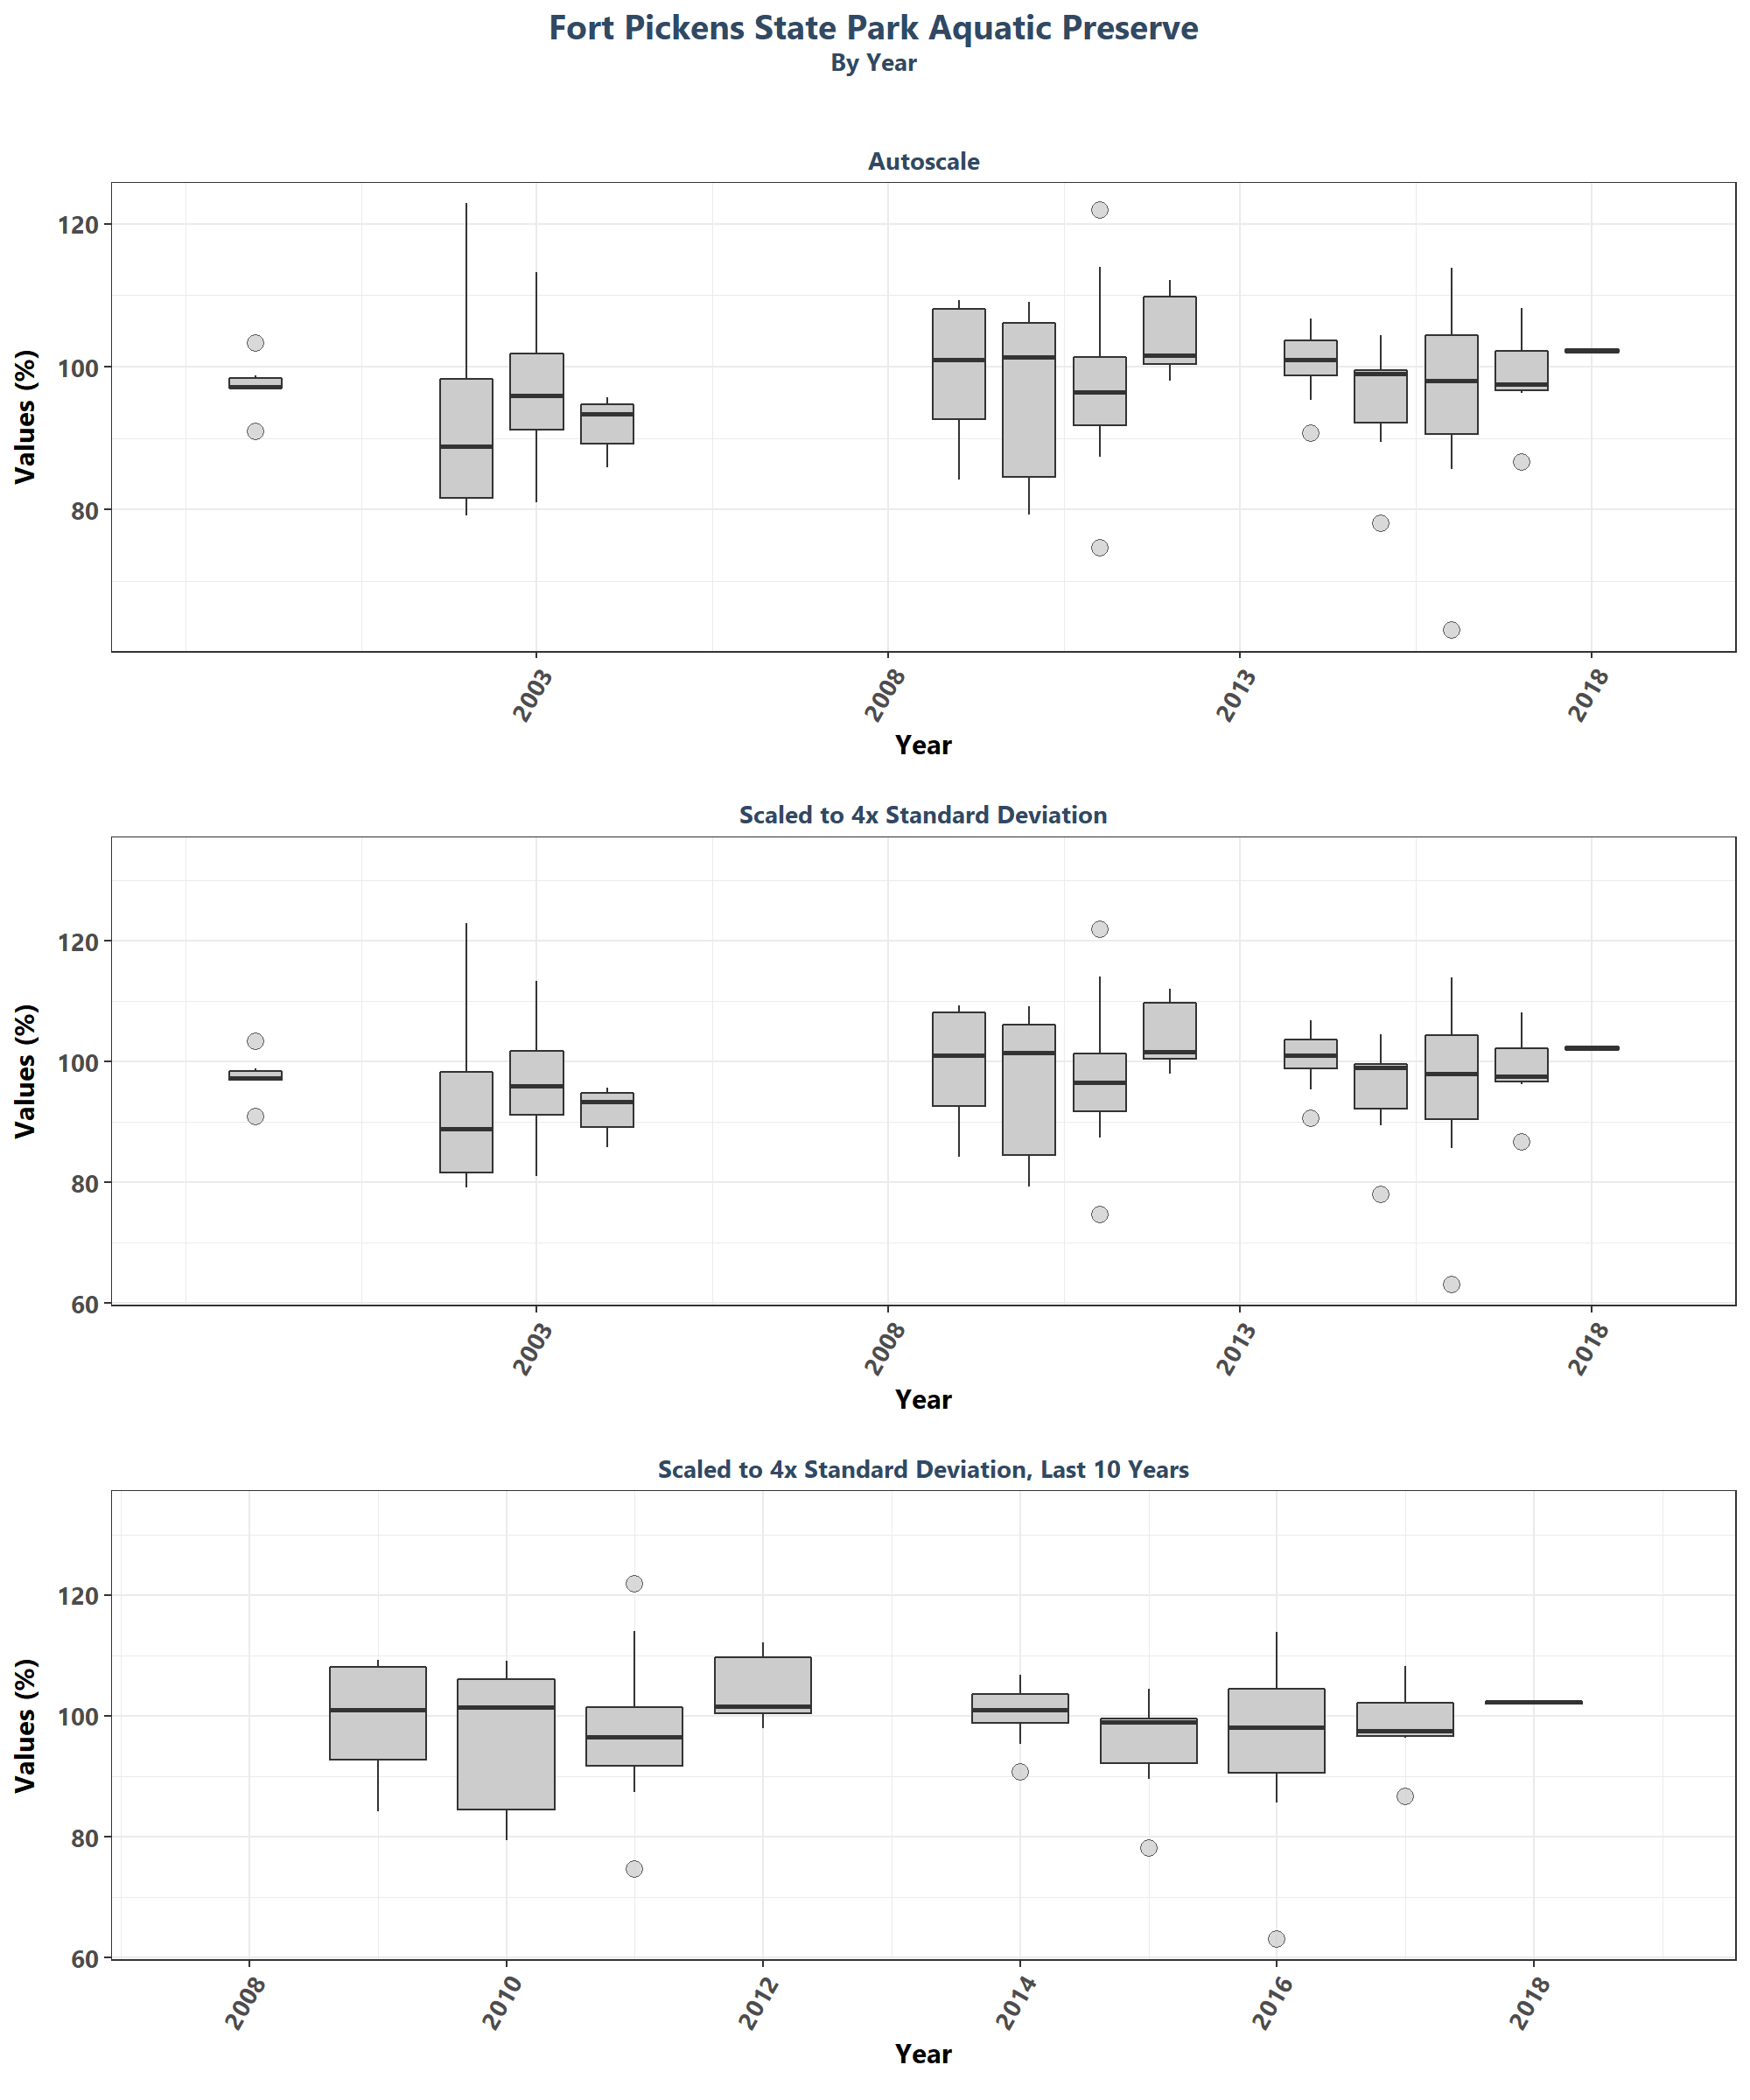 Fort Pickens State Park Aquatic Preserve
By Year
Autoscale
Values (%)
120
100
80
2003
2008
2013
2018
Year
Scaled to 4x Standard Deviation
Values (%)
120
100
80
60
2003
2008
2013
2018
Year
Scaled to 4x Standard Deviation, Last 10 Years
Values (%)
120
100
80
60
2008
2010
2012
2014
2016
2018
Year